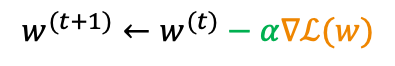 w^(t+1) ← w^(t) − α∇ℒ(w)